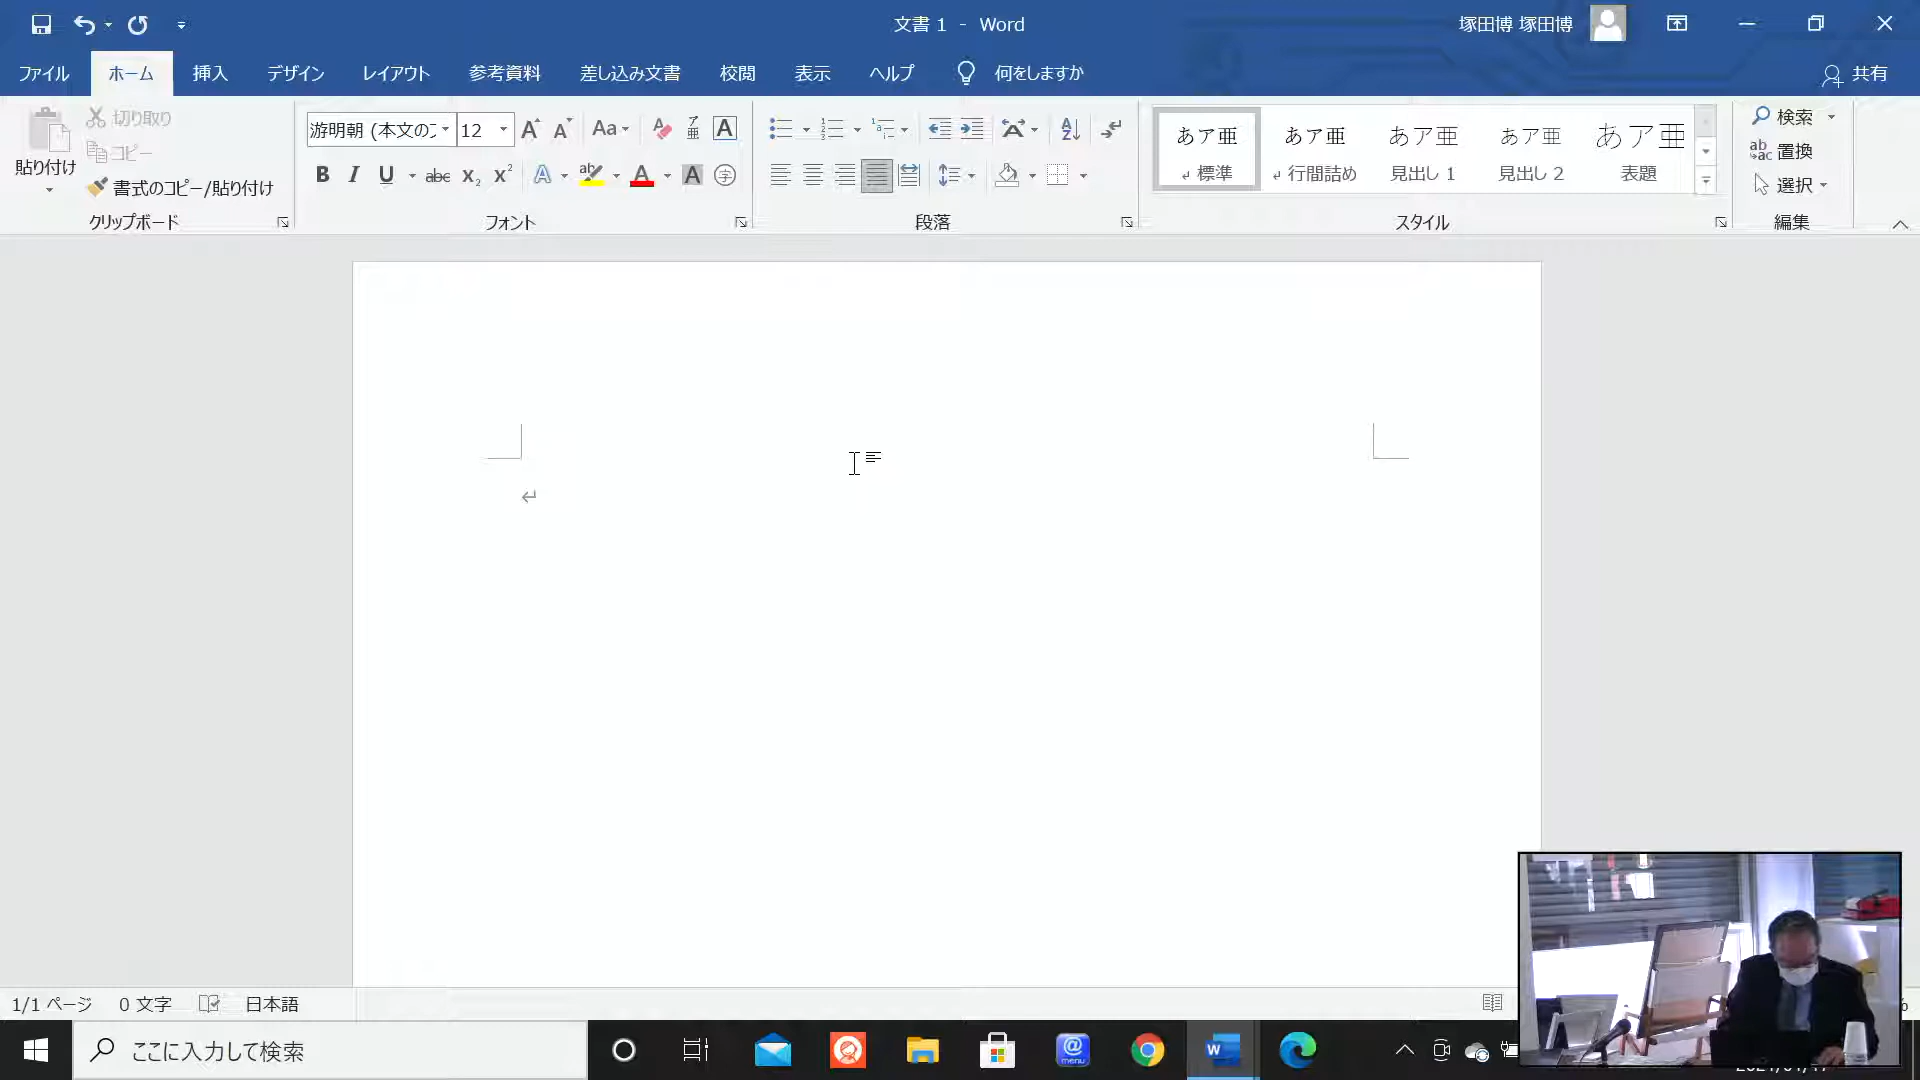 文書 1 - Word
塚田博 塚田博
ファイル
ホーム
挿入
デザイン
レイアウト
参考資料
差し込み文書
校閲
表示
ヘルプ
何をしますか
共有
貼り付け
切り取り
コピー
書式のコピー/貼り付け
クリップボード
游明朝 (本文の
12
Aa
B I U abc X₂ X²
A
フォント
段落
あア亜
標準
あア亜
行間詰め
あア亜
見出し 1
あア亜
見出し 2
あア亜
表題
スタイル
検索
置換
選択
編集
1/1 ページ
0 文字
日本語
ここに入力して検索
@
menu
W